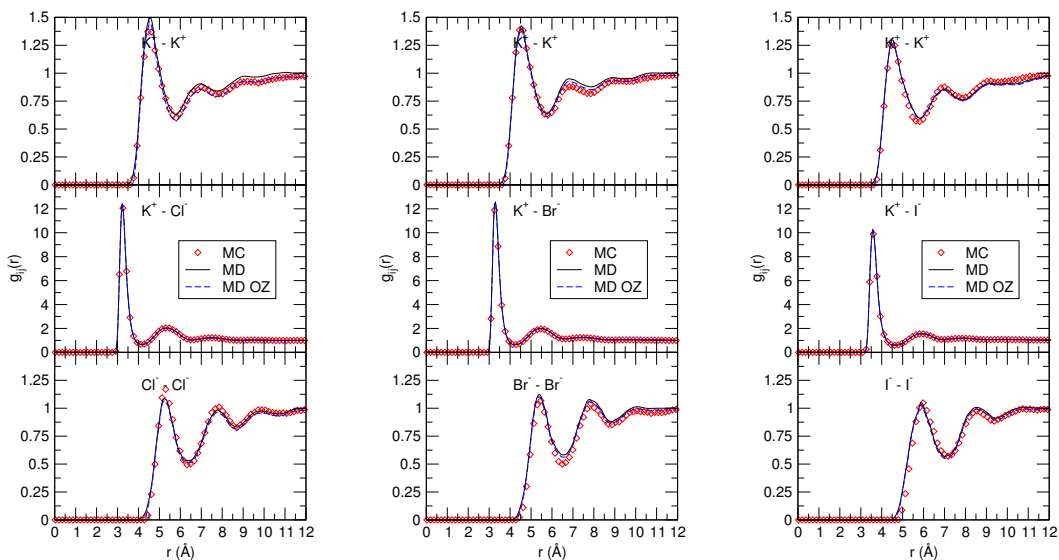 1.5
1.25
1
0.75
0.5
0.25
0
K⁺ - K⁺
12
10
8
6
4
2
0
g_ij(r)
K⁺ - Cl⁻
MC
MD
MD OZ
1.25
1
0.75
0.5
0.25
0
Cl⁻ - Cl⁻
0 1 2 3 4 5 6 7 8 9 10 11 12
r (Å)
1.5
1.25
1
0.75
0.5
0.25
0
K⁺ - K⁺
12
10
8
6
4
2
0
g_ij(r)
K⁺ - Br⁻
MC
MD
MD OZ
1.25
1
0.75
0.5
0.25
0
Br⁻ - Br⁻
0 1 2 3 4 5 6 7 8 9 10 11 12
r (Å)
1.5
1.25
1
0.75
0.5
0.25
0
K⁺ - K⁺
12
10
8
6
4
2
0
g_ij(r)
K⁺ - I⁻
MC
MD
MD OZ
1.25
1
0.75
0.5
0.25
0
I⁻ - I⁻
0 1 2 3 4 5 6 7 8 9 10 11 12
r (Å)